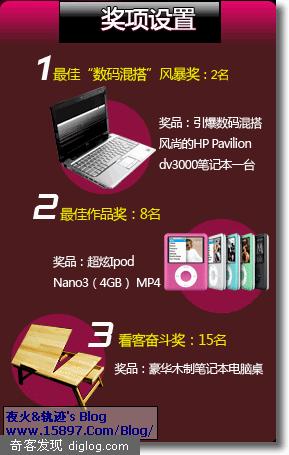 奖项设置
1最佳“数码混搭”风暴奖：2名
奖品：引爆数码混搭
风尚的HP Pavilion
dv3000笔记本一台
2最佳作品奖：8名
奖品：超炫Ipod
Nano3（4GB） MP4
3 看客奋斗奖：15名
奖品：豪华木制笔记本电脑桌
夜火&轨迹's Blog
www.15897.Com/Blog/
奇客发现 diglog.com